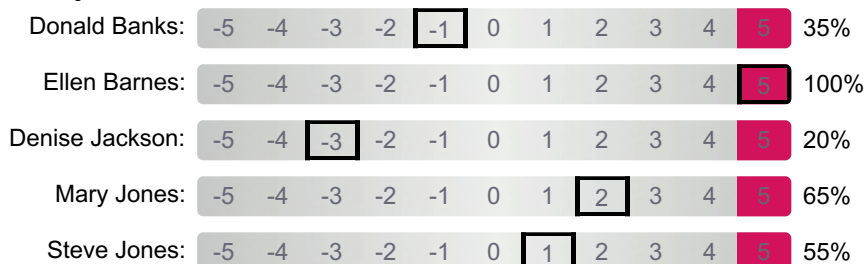 Donald Banks: -5 -4 -3 -2 -1 0 1 2 3 4 5 35%
Ellen Barnes: -5 -4 -3 -2 -1 0 1 2 3 4 5 100%
Denise Jackson: -5 -4 -3 -2 -1 0 1 2 3 4 5 20%
Mary Jones: -5 -4 -3 -2 -1 0 1 2 3 4 5 65%
Steve Jones: -5 -4 -3 -2 -1 0 1 2 3 4 5 55%